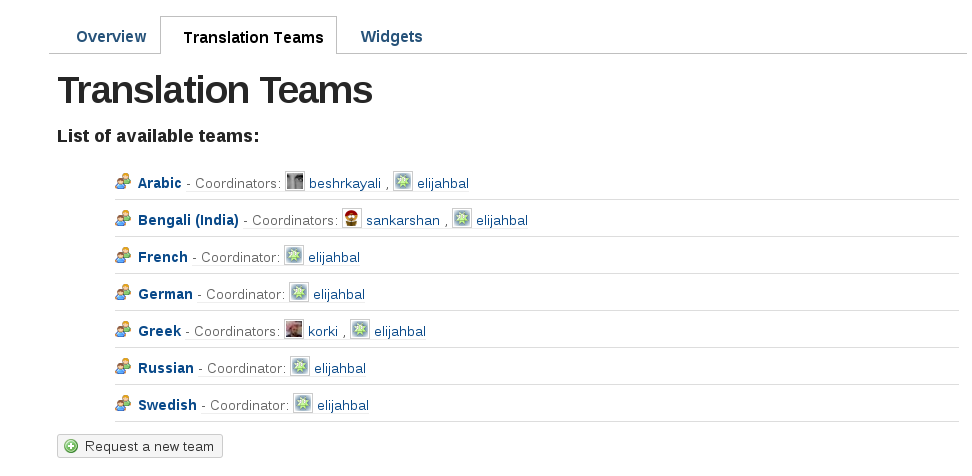 Overview Translation Teams Widgets
Translation Teams
List of available teams:
Arabic - Coordinators: beshrkayali , elijahbal
Bengali (India) - Coordinators: sankarshan , elijahbal
French - Coordinator: elijahbal
German - Coordinator: elijahbal
Greek - Coordinators: korki , elijahbal
Russian - Coordinator: elijahbal
Swedish - Coordinator: elijahbal
Request a new team